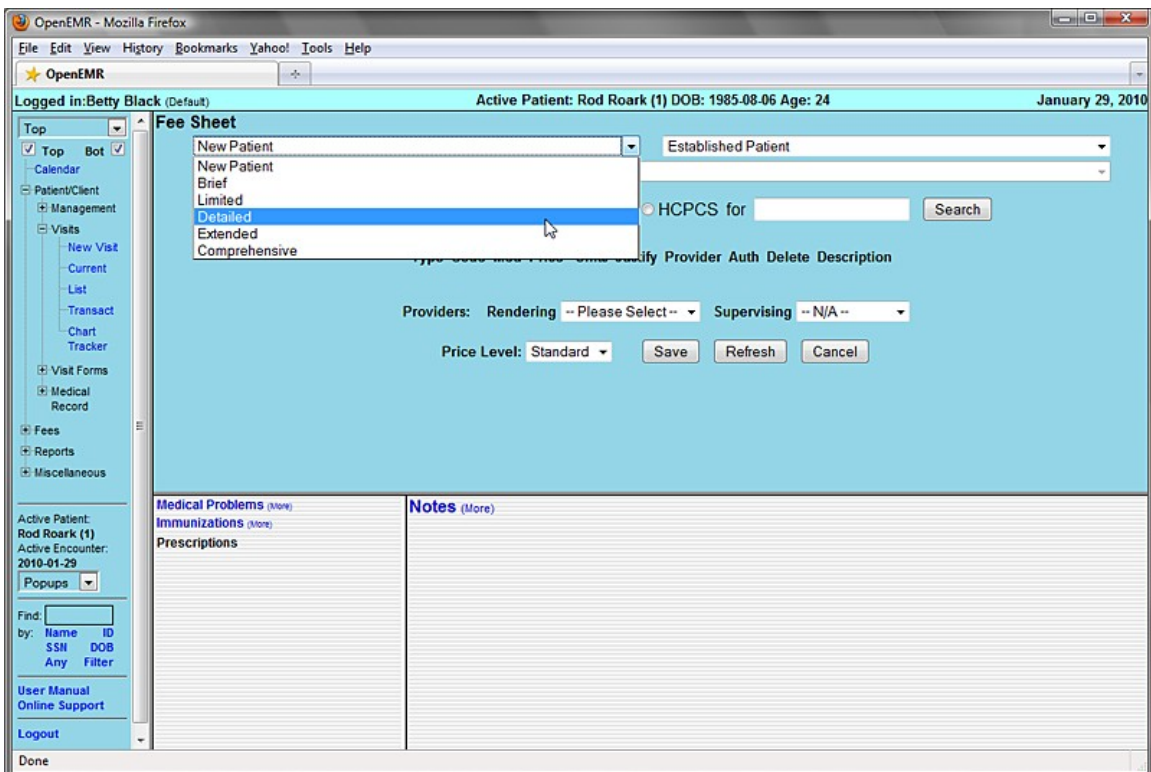 OpenEMR - Mozilla Firefox
File Edit View History Bookmarks Yahoo! Tools Help
OpenEMR
Logged in:Betty Black (Default) Active Patient: Rod Roark (1) DOB: 1985-08-06 Age: 24 January 29, 2010
Top
Top Bot
Calendar
Patient/Client
Management
Visits
New Visit
Current
List
Transact
Chart
Tracker
Visit Forms
Medical
Record
Fees
Reports
Miscellaneous
Active Patient:
Rod Roark (1)
Active Encounter:
2010-01-29
Popups
Find:
by: Name ID
SSN DOB
Any Filter
User Manual
Online Support
Logout
Fee Sheet
New Patient Established Patient
New Patient
Brief
Limited
Detailed
Extended
Comprehensive
HCPCS for Search
Provider Auth Delete Description
Providers: Rendering -- Please Select -- Supervising -- N/A --
Price Level: Standard Save Refresh Cancel
Medical Problems (More)
Immunizations (More)
Prescriptions
Notes (More)
Done